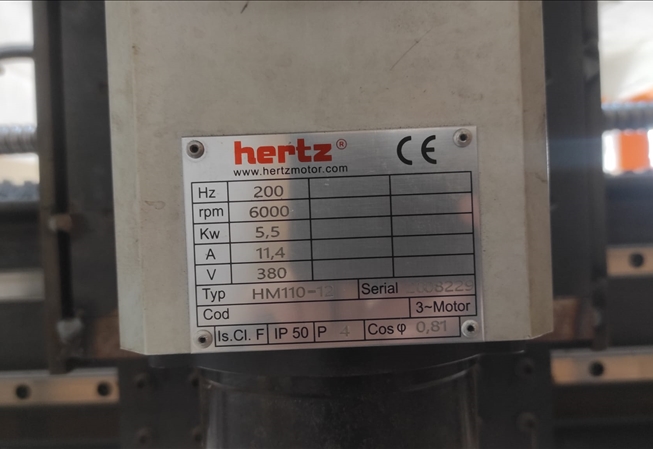 hertz ® CE
www.hertzmotor.com
Hz 200
rpm 6000
Kw 5,5
A 11,4
V 380
Typ HM110-12 Serial
Cod 3~Motor
Is.Cl. F IP 50 P 4 Cos φ 0,81